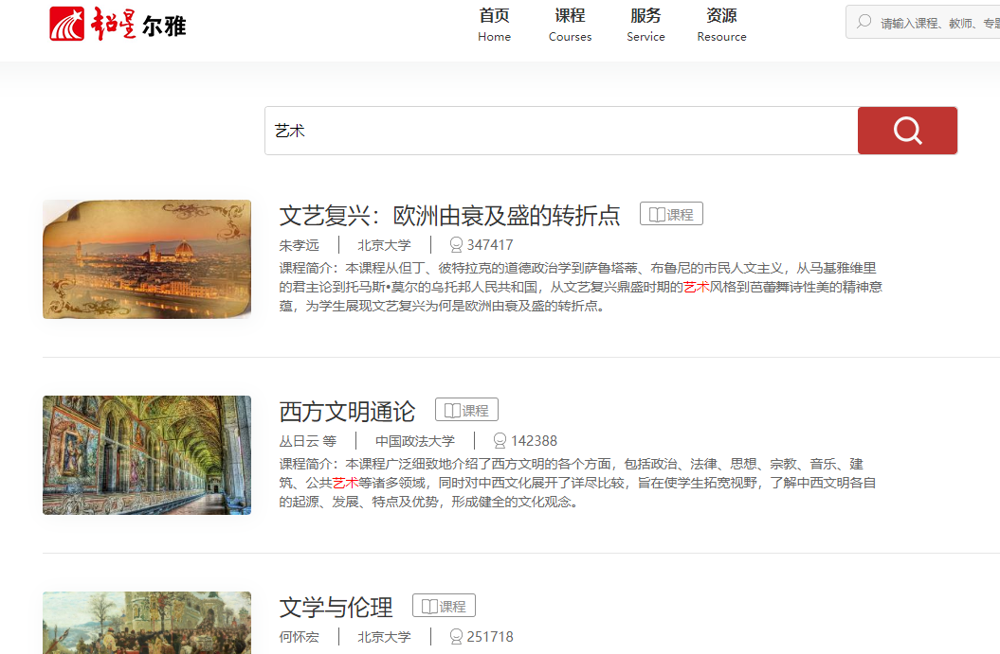 超星尔雅
首页 课程 服务 资源
Home Courses Service Resource
请输入课程、教师、专题
艺术
文艺复兴：欧洲由衰及盛的转折点 课程
朱孝远 北京大学 347417
课程简介：本课程从但丁、彼特拉克的道德政治学到萨鲁塔蒂、布鲁尼的市民人文主义，从马基雅维里
的君主论到托马斯•莫尔的乌托邦人民共和国，从文艺复兴鼎盛时期的艺术风格到芭蕾舞诗性美的精神意
蕴，为学生展现文艺复兴为何是欧洲由衰及盛的转折点。
西方文明通论 课程
丛日云 等 中国政法大学 142388
课程简介：本课程广泛细致地介绍了西方文明的各个方面，包括政治、法律、思想、宗教、音乐、建
筑、公共艺术等诸多领域，同时对中西文化展开了详尽比较，旨在使学生拓宽视野，了解中西文明各自
的起源、发展、特点及优势，形成健全的文化观念。
文学与伦理 课程
何怀宏 北京大学 251718